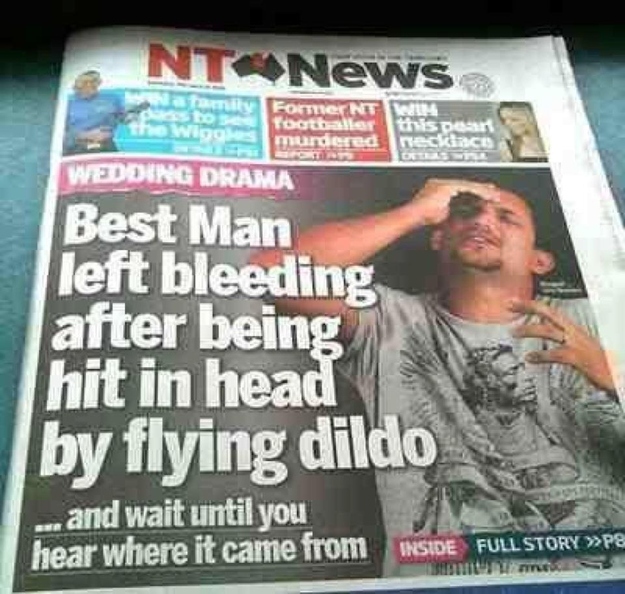 NT News
WIN a family
pass to see
the Wiggles
Former NT
footballer
murdered
REPORT
WIN
this pearl
necklace
DETAILS
WEDDING DRAMA
Best Man
left bleeding
after being
hit in head
by flying dildo
... and wait until you
hear where it came from
INSIDE
FULL STORY >>P8